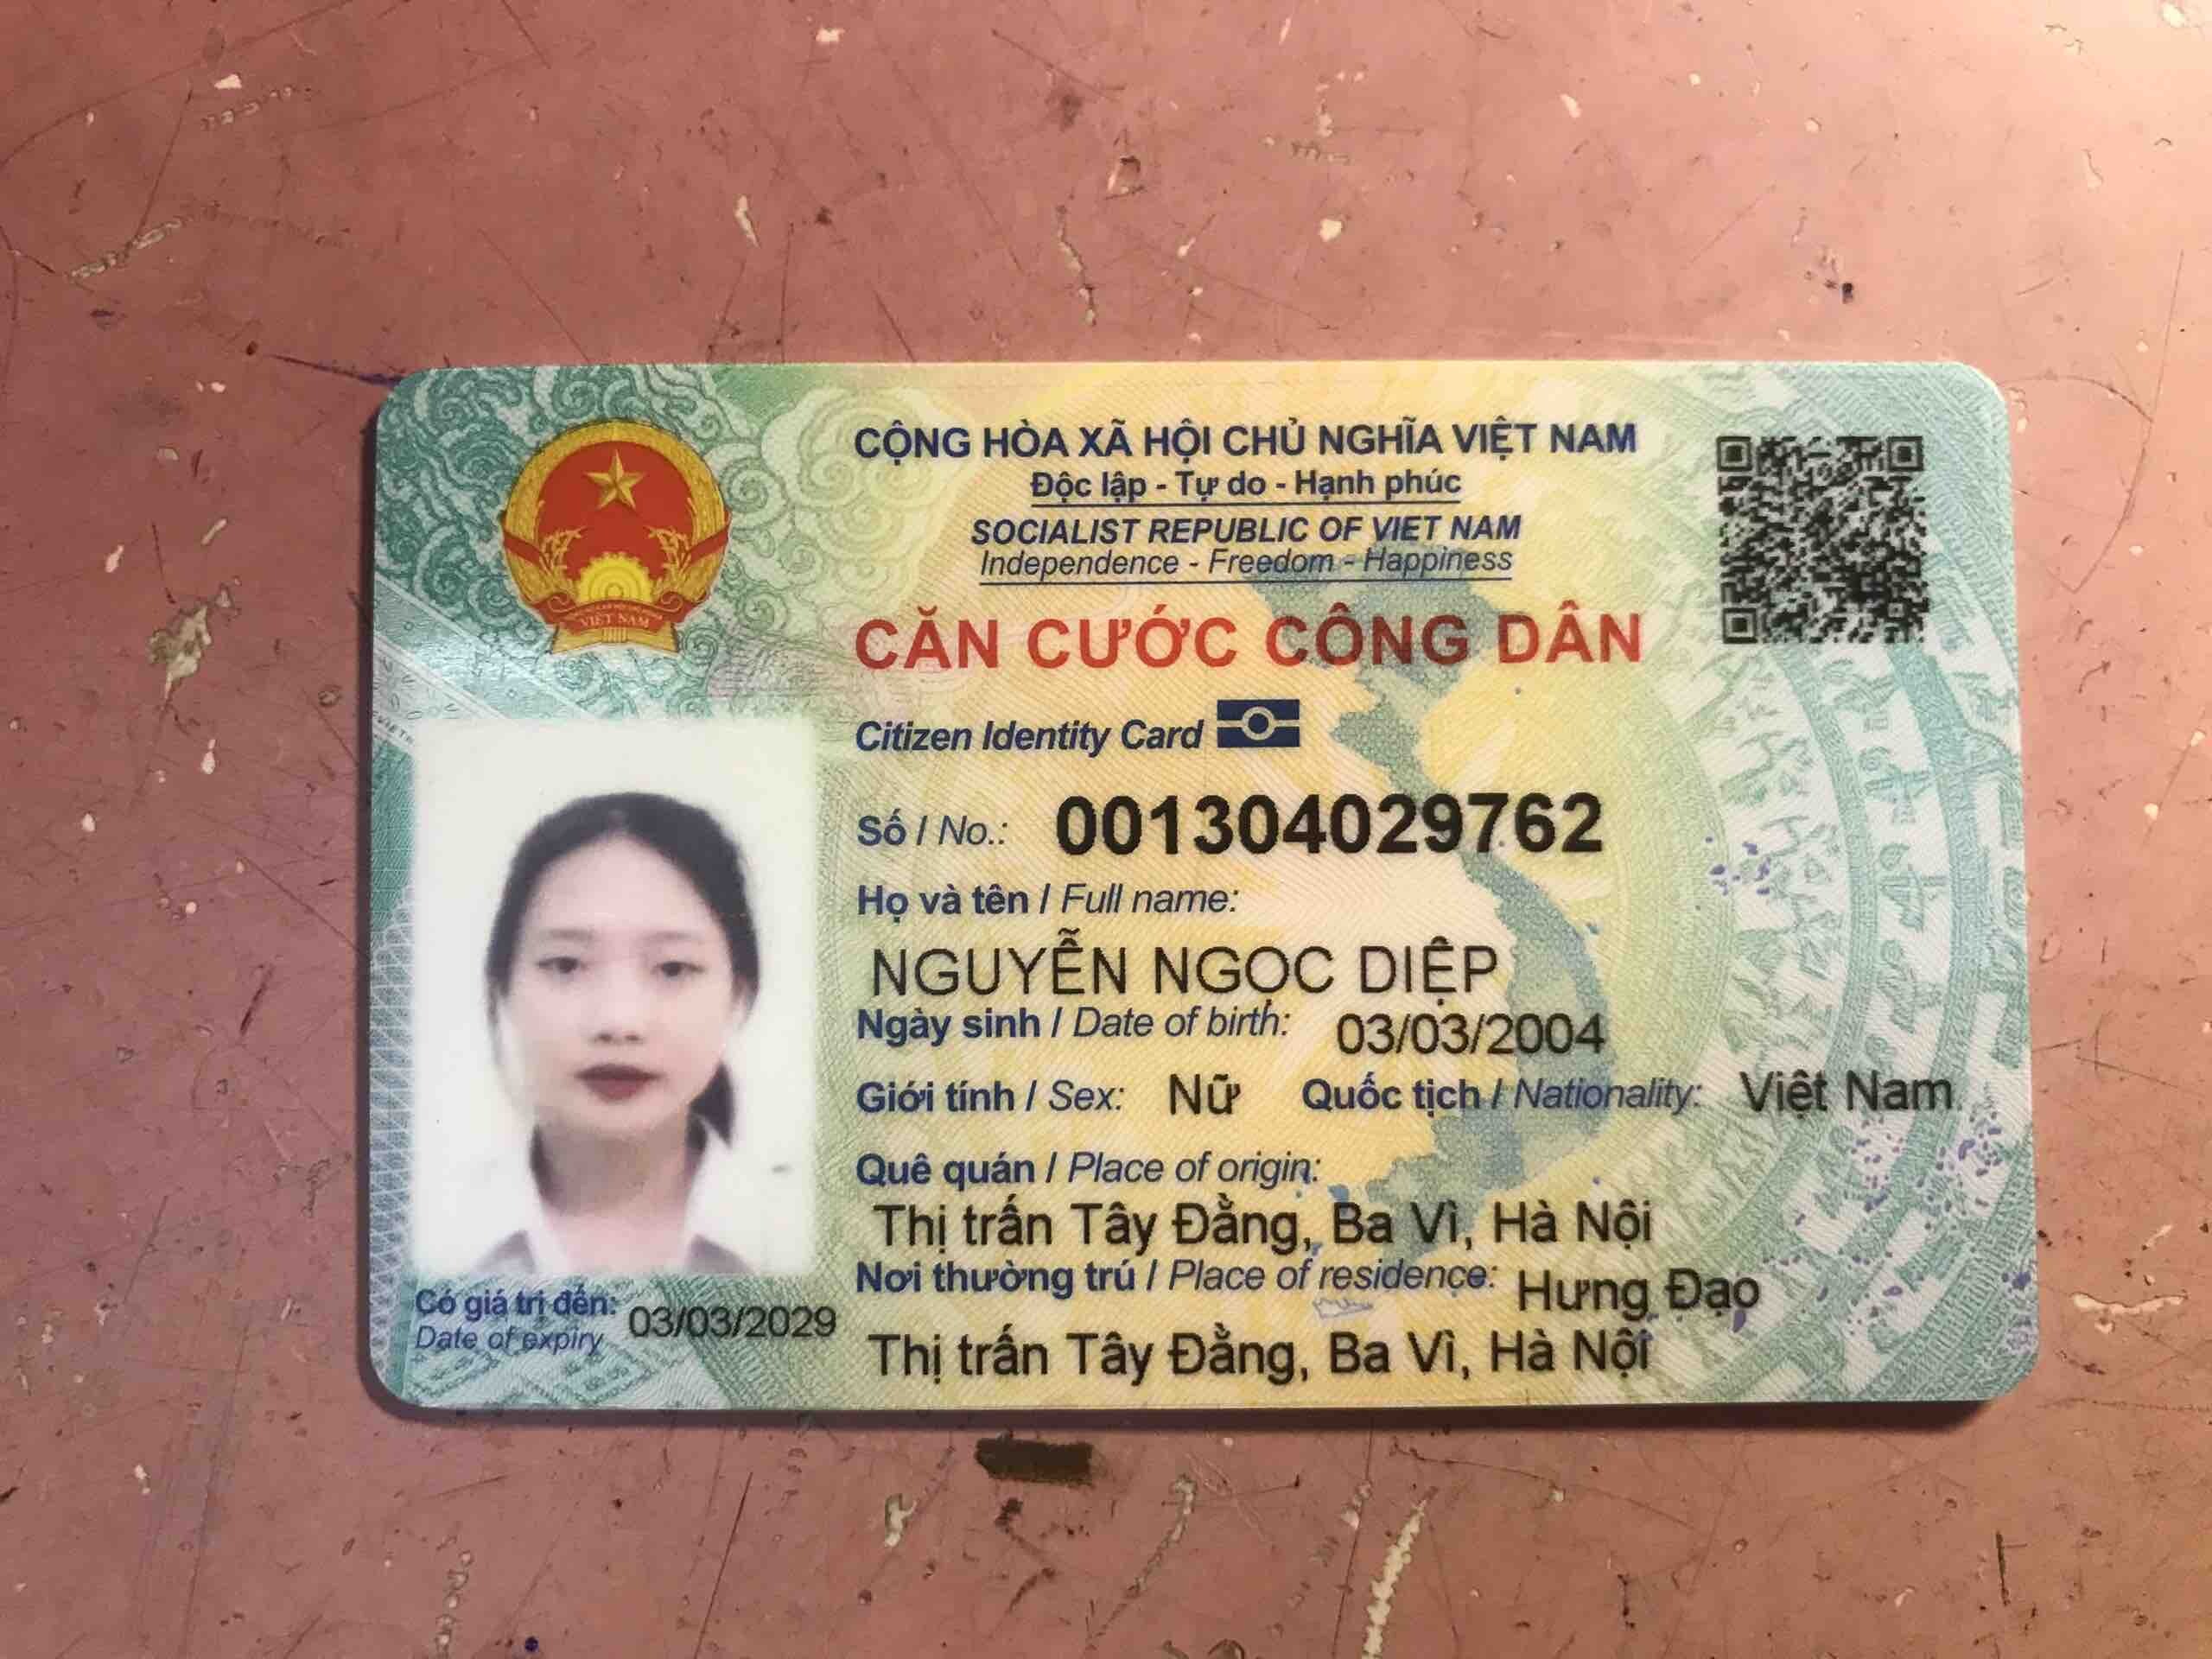 CỘNG HÒA XÃ HỘI CHỦ NGHĨA VIỆT NAM
Độc lập - Tự do - Hạnh phúc
SOCIALIST REPUBLIC OF VIET NAM
Independence - Freedom - Happiness
CĂN CƯỚC CÔNG DÂN
Citizen Identity Card
VIỆT NAM
Số / No.: 001304029762
Họ và tên / Full name:
NGUYỄN NGỌC DIỆP
Ngày sinh / Date of birth: 03/03/2004
Giới tính / Sex: Nữ Quốc tịch / Nationality: Việt Nam
Quê quán / Place of origin:
Thị trấn Tây Đằng, Ba Vì, Hà Nội
Nơi thường trú / Place of residence: Hưng Đạo
Thị trấn Tây Đằng, Ba Vì, Hà Nội
Có giá trị đến: 03/03/2029
Date of expiry